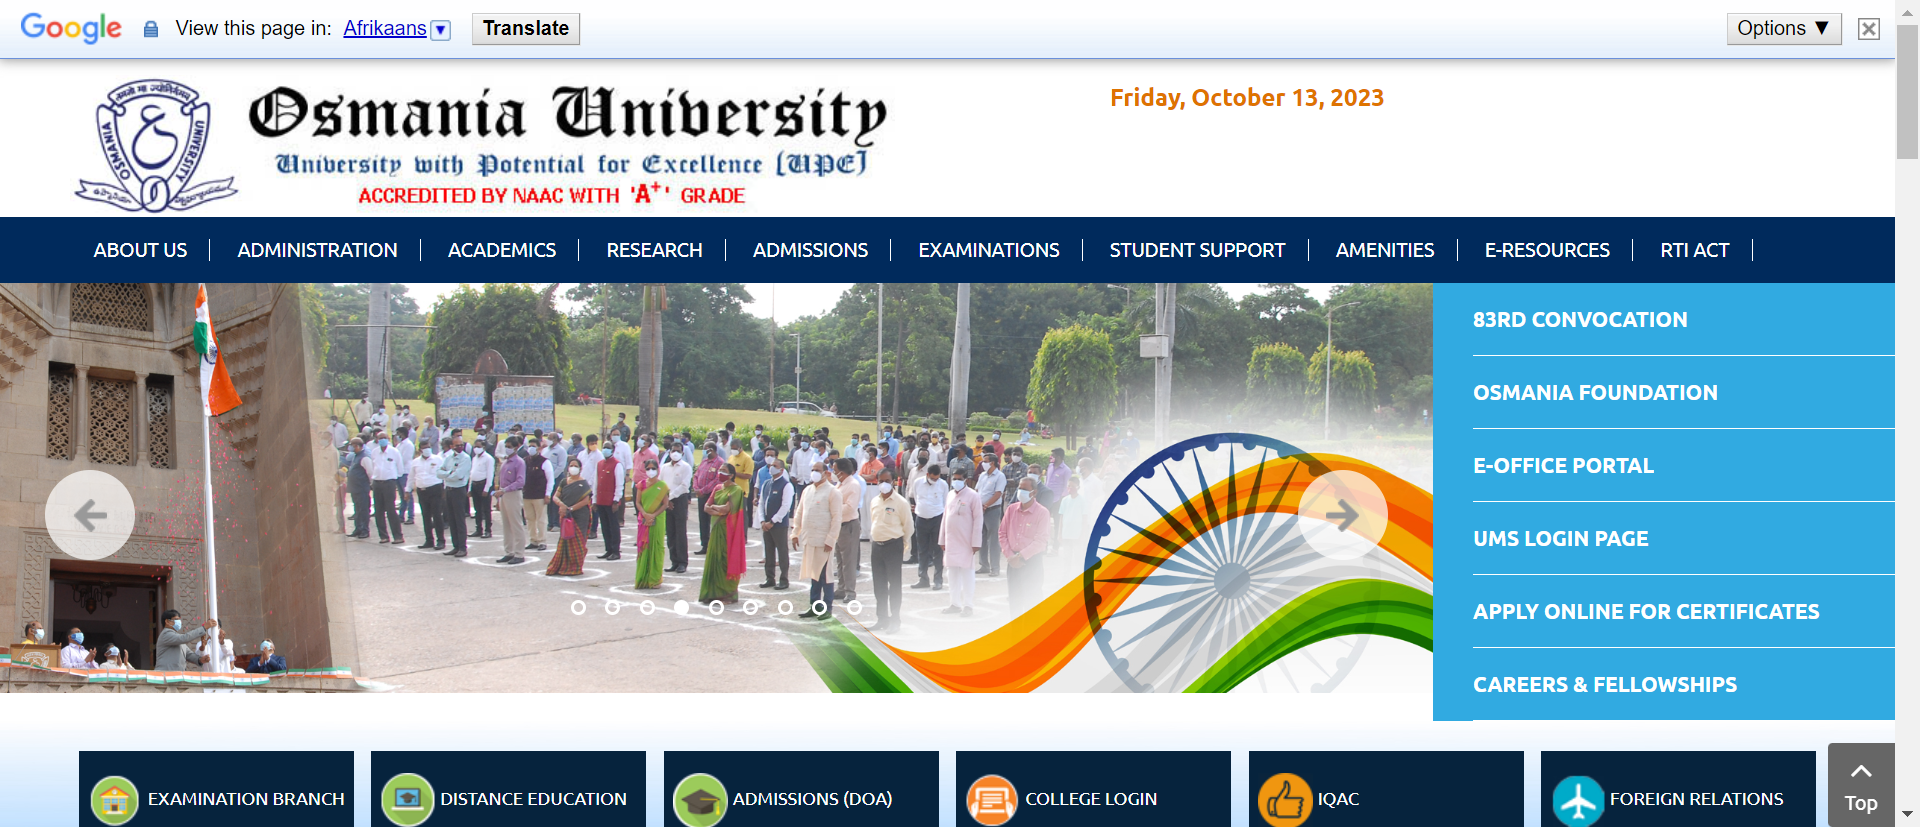 Google View this page in: Afrikaans Translate Options ▼
Friday, October 13, 2023
Osmania University
University with Potential for Excellence (UPE)
ACCREDITED BY NAAC WITH 'A+' GRADE
OSMANIA UNIVERSITY
ABOUT US ADMINISTRATION ACADEMICS RESEARCH ADMISSIONS EXAMINATIONS STUDENT SUPPORT AMENITIES E-RESOURCES RTI ACT
83RD CONVOCATION
OSMANIA FOUNDATION
E-OFFICE PORTAL
UMS LOGIN PAGE
APPLY ONLINE FOR CERTIFICATES
CAREERS & FELLOWSHIPS
EXAMINATION BRANCH DISTANCE EDUCATION ADMISSIONS (DOA) COLLEGE LOGIN IQAC FOREIGN RELATIONS
Top